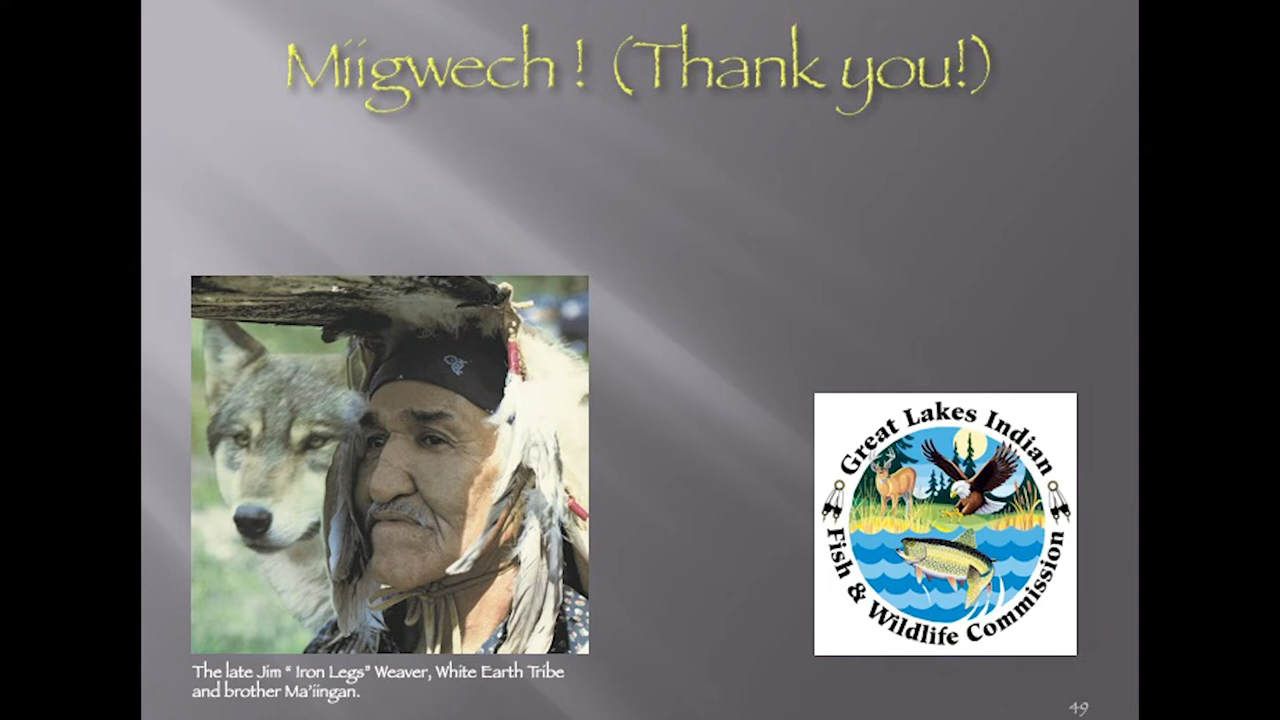 Miigwech ! (Thank you!)
Great Lakes Indian
Fish & Wildlife Commission
The late Jim “ Iron Legs” Weaver, White Earth Tribe
and brother Ma’iingan.
49